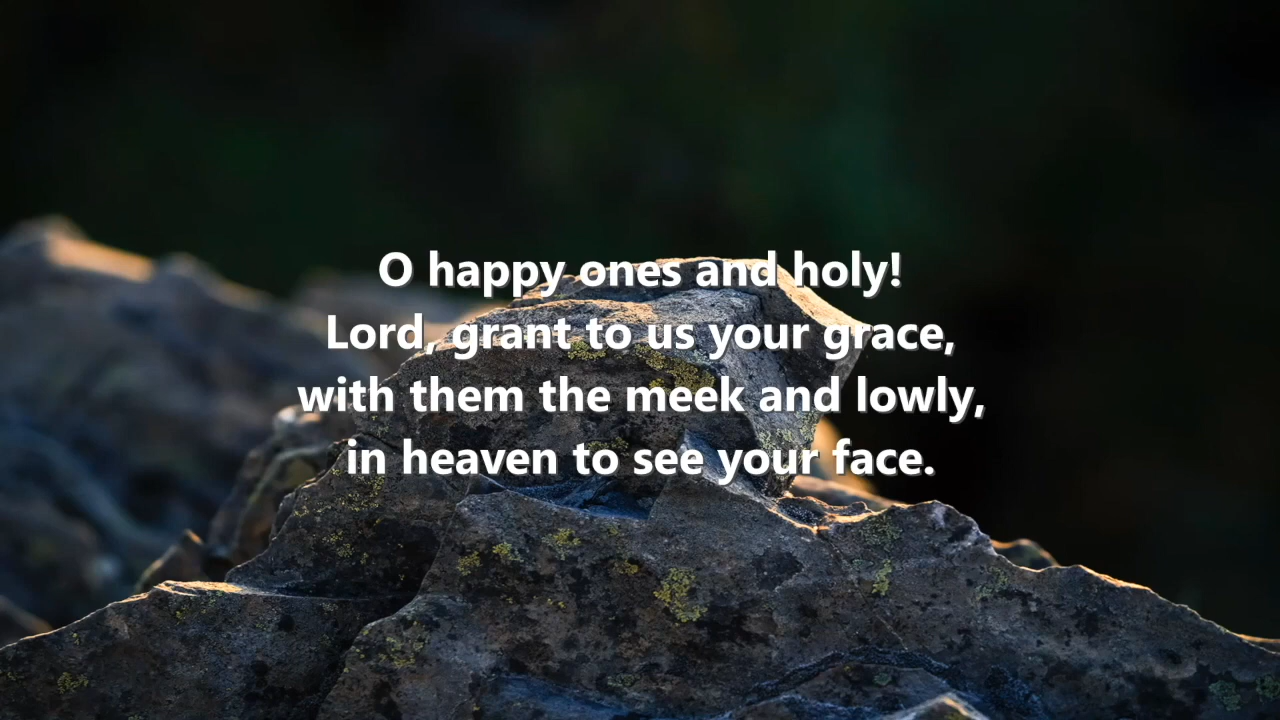 O happy ones and holy!
Lord, grant to us your grace,
with them the meek and lowly,
in heaven to see your face.